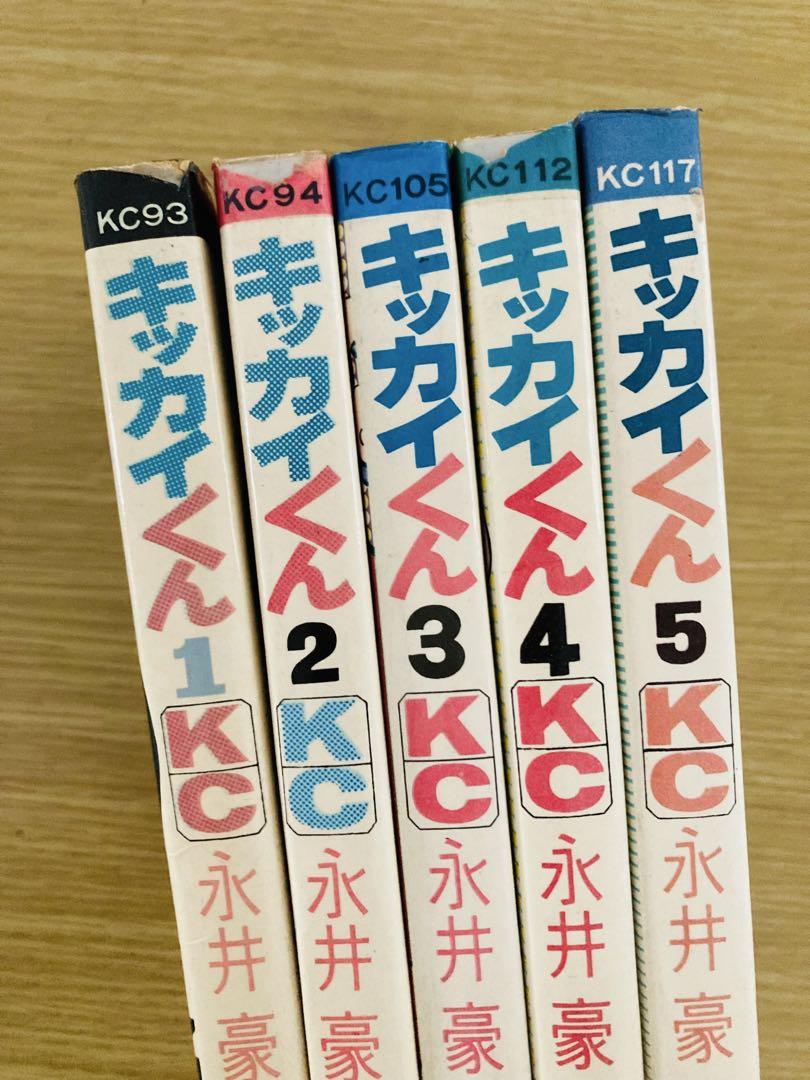 KC93
キッカイくん
1
KC
永井豪
KC94
キッカイくん
2
KC
永井豪
KC105
キッカイくん
3
KC
永井豪
KC112
キッカイくん
4
KC
永井豪
KC117
キッカイくん
5
KC
永井豪